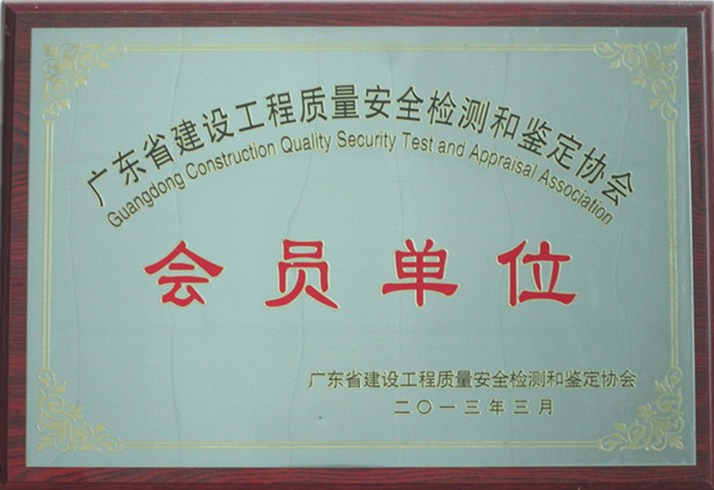 广东省建设工程质量安全检测和鉴定协会
Guangdong Construction Quality Security Test and Appraisal Association
会员单位
广东省建设工程质量安全检测和鉴定协会
二〇一三年三月